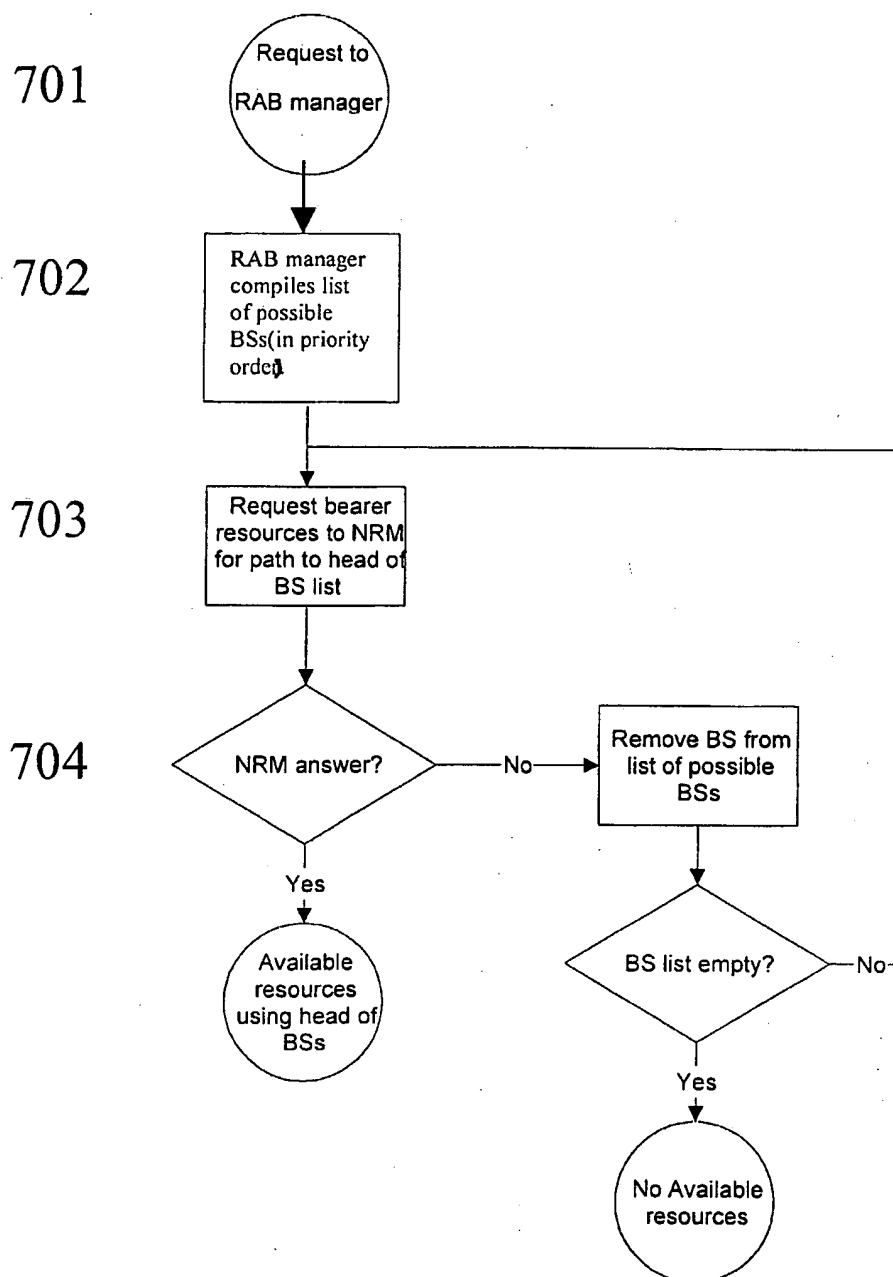 701
Request to
RAB manager
702
RAB manager
compiles list
of possible
BSs(in priority
order)
703
Request bearer
resources to NRM
for path to head of
BS list
704
NRM answer?
No
Remove BS from
list of possible
BSs
Yes
Available
resources
using head of
BSs
BS list empty?
No
Yes
No Available
resources